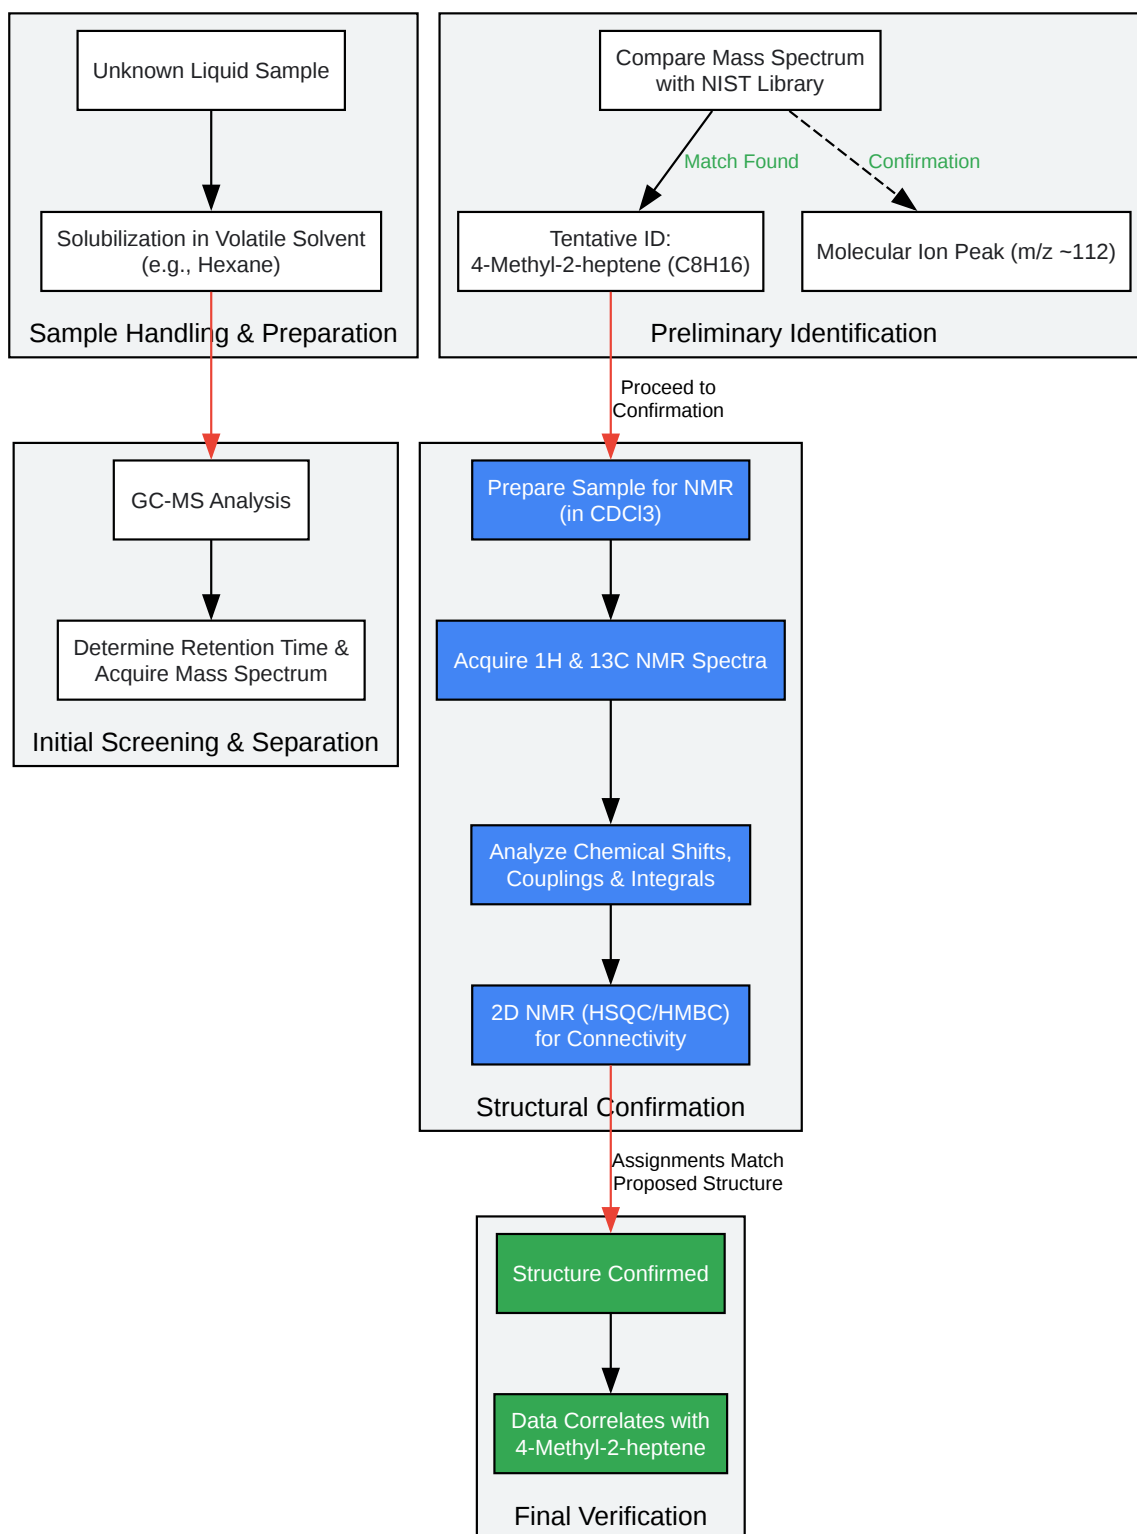 Unknown Liquid Sample
Solubilization in Volatile Solvent
(e.g., Hexane)
Sample Handling & Preparation
GC-MS Analysis
Determine Retention Time &
Acquire Mass Spectrum
Initial Screening & Separation
Compare Mass Spectrum
with NIST Library
Match Found
Confirmation
Tentative ID:
4-Methyl-2-heptene (C8H16)
Molecular Ion Peak (m/z ~112)
Preliminary Identification
Proceed to
Confirmation
Prepare Sample for NMR
(in CDCl3)
Acquire 1H & 13C NMR Spectra
Analyze Chemical Shifts,
Couplings & Integrals
2D NMR (HSQC/HMBC)
for Connectivity
Structural Confirmation
Assignments Match
Proposed Structure
Structure Confirmed
Data Correlates with
4-Methyl-2-heptene
Final Verification